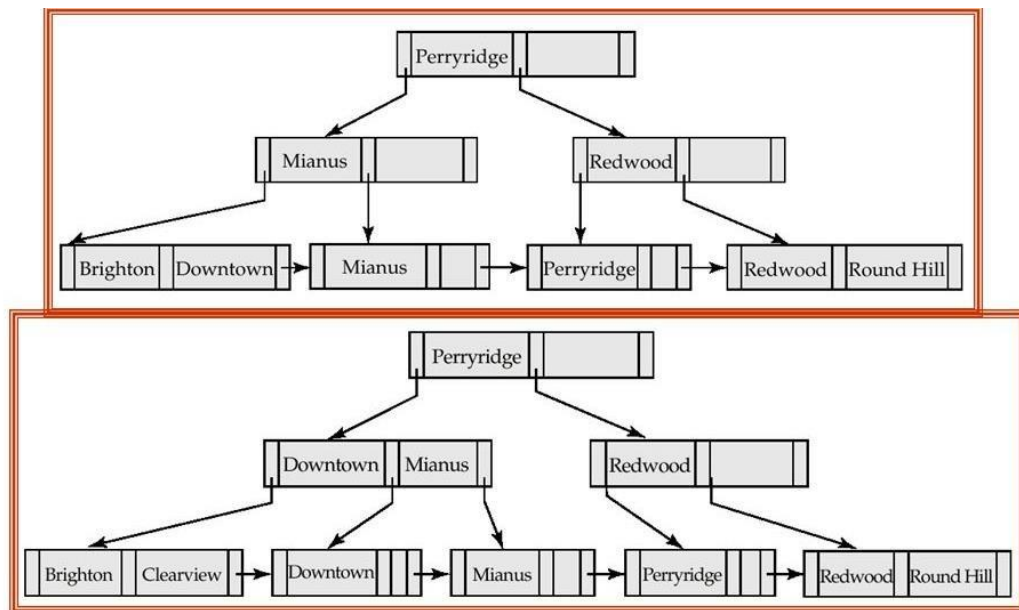 Perryridge
Mianus Redwood
Brighton Downtown Mianus Perryridge Redwood Round Hill
Perryridge
Downtown Mianus Redwood
Brighton Clearview Downtown Mianus Perryridge Redwood Round Hill